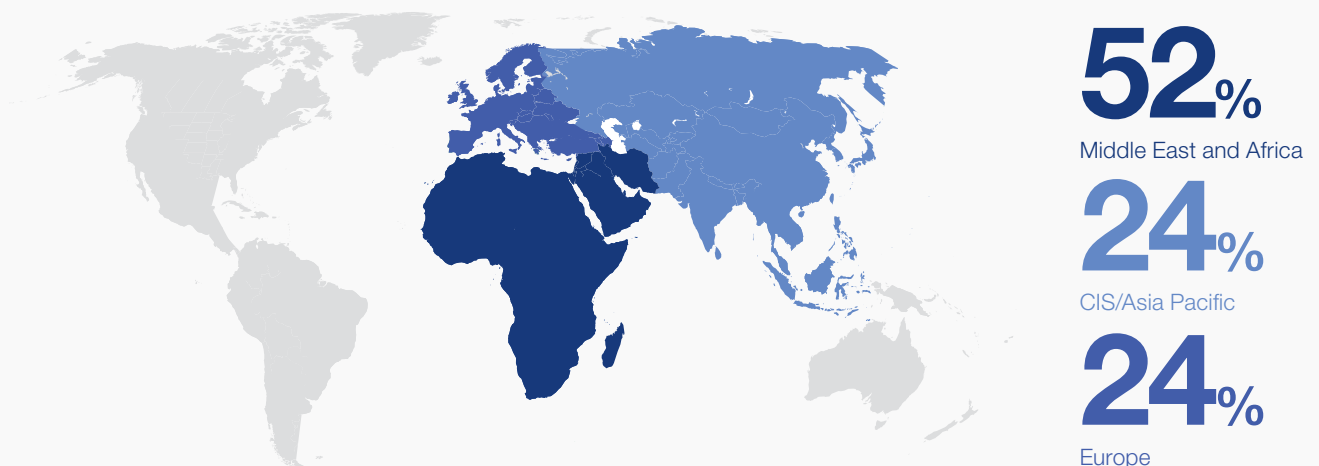 52%
Middle East and Africa
24%
CIS/Asia Pacific
24%
Europe